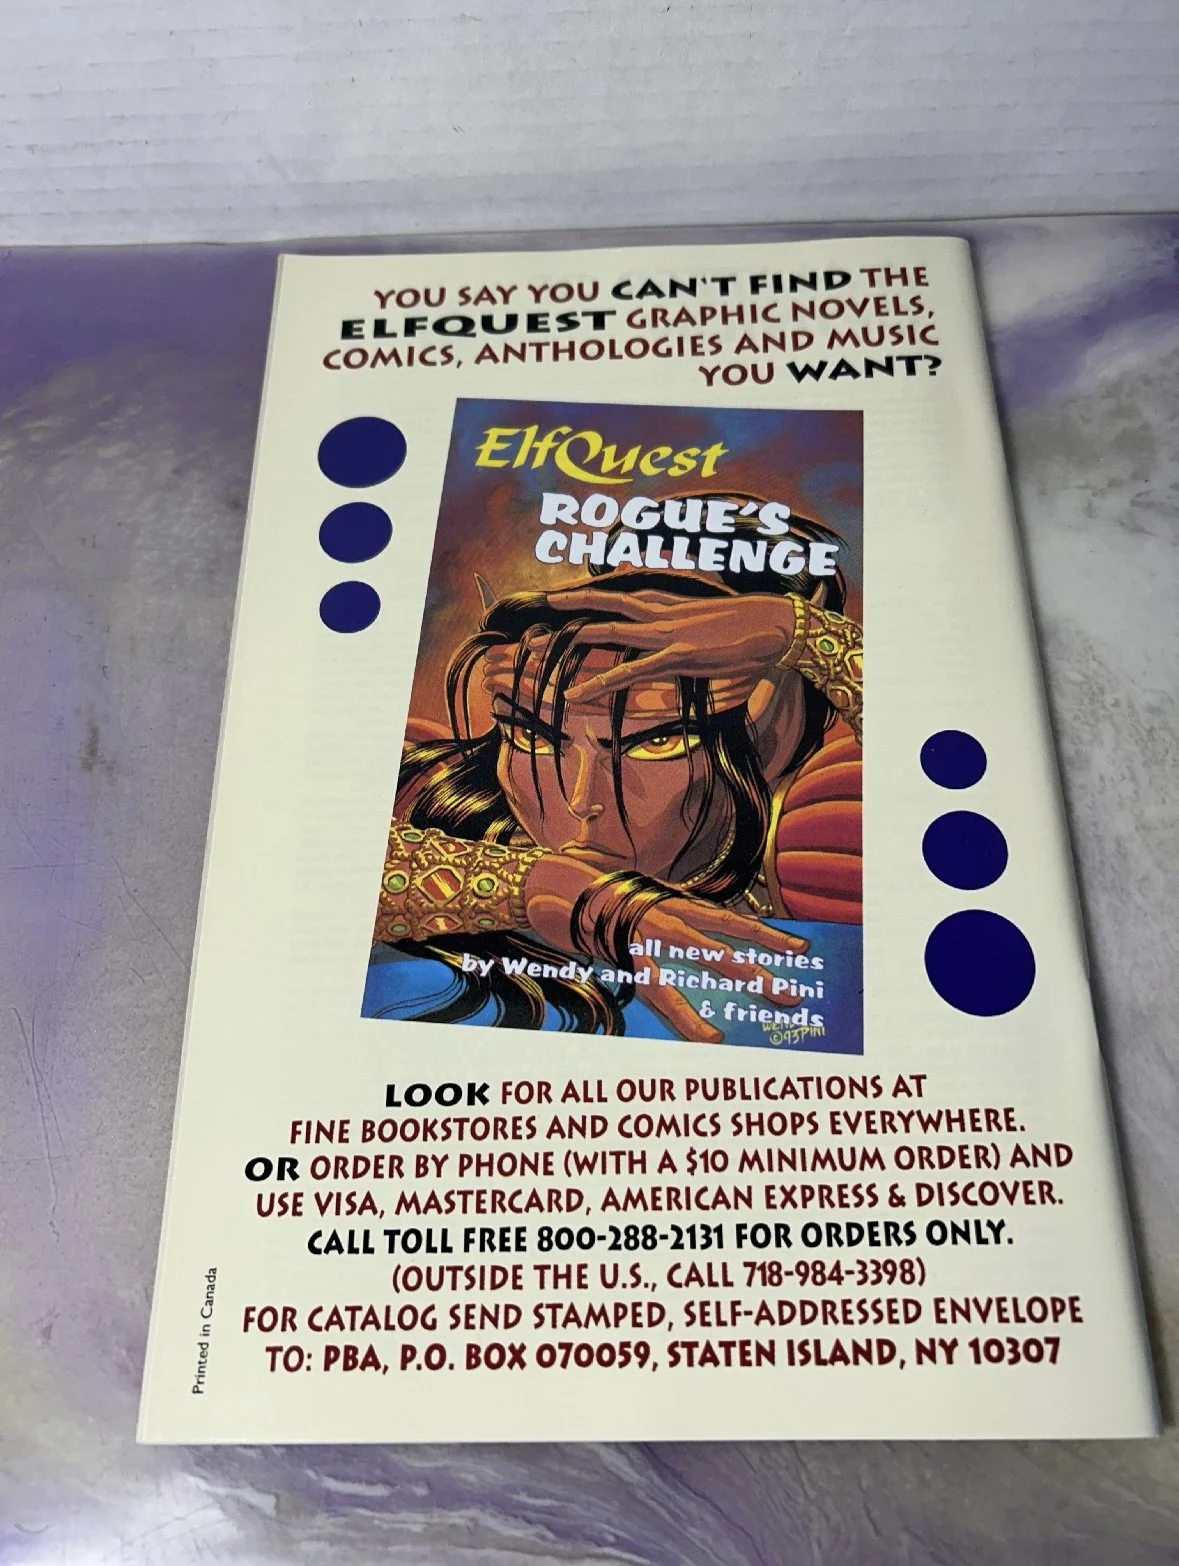 YOU SAY YOU CAN'T FIND THE
ELFQUEST GRAPHIC NOVELS,
COMICS, ANTHOLOGIES AND MUSIC
YOU WANT?
ElfQuest
ROGUE'S
CHALLENGE
all new stories
by Wendy and Richard Pini
& friends
WENDY
©93PINI
LOOK FOR ALL OUR PUBLICATIONS AT
FINE BOOKSTORES AND COMICS SHOPS EVERYWHERE.
OR ORDER BY PHONE (WITH A $10 MINIMUM ORDER) AND
USE VISA, MASTERCARD, AMERICAN EXPRESS & DISCOVER.
CALL TOLL FREE 800-288-2131 FOR ORDERS ONLY.
(OUTSIDE THE U.S., CALL 718-984-3398)
FOR CATALOG SEND STAMPED, SELF-ADDRESSED ENVELOPE
TO: PBA, P.O. BOX 070059, STATEN ISLAND, NY 10307
Printed in Canada